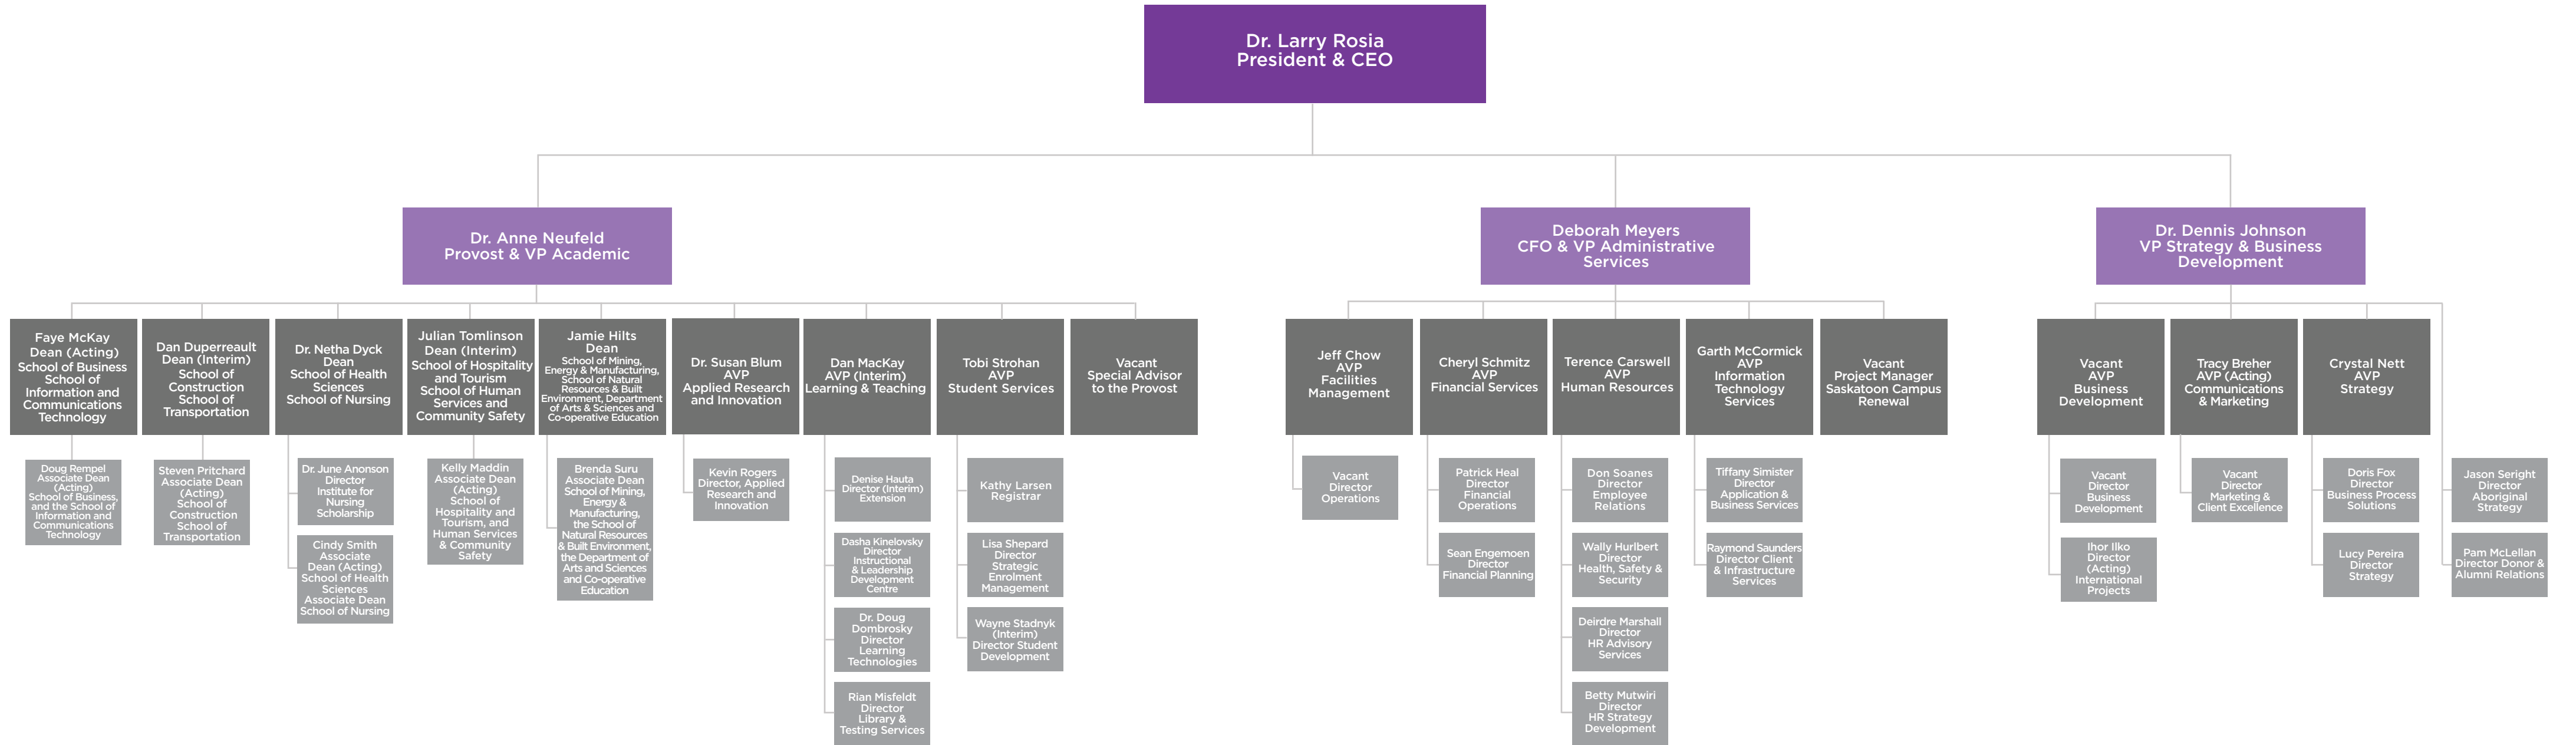 Dr. Larry Rosia
President & CEO
Dr. Anne Neufeld
Provost & VP Academic
Deborah Meyers
CFO & VP Administrative
Services
Dr. Dennis Johnson
VP Strategy & Business
Development
Faye McKay
Dean (Acting)
School of Business
School of
Information and
Communications
Technology
Dan Duperreault
Dean (Interim)
School of
Construction
School of
Transportation
Dr. Netha Dyck
Dean
School of Health
Sciences
School of Nursing
Julian Tomlinson
Dean (Interim)
School of Hospitality
and Tourism
School of Human
Services and
Community Safety
Jamie Hilts
Dean
School of Mining,
Energy & Manufacturing,
School of Natural
Resources & Built
Environment, Department
of Arts & Sciences and
Co-operative Education
Dr. Susan Blum
AVP
Applied Research
and Innovation
Dan MacKay
AVP (Interim)
Learning & Teaching
Tobi Strohan
AVP
Student Services
Vacant
Special Advisor
to the Provost
Jeff Chow
AVP
Facilities
Management
Cheryl Schmitz
AVP
Financial Services
Terence Carswell
AVP
Human Resources
Garth McCormick
AVP
Information
Technology
Services
Vacant
Project Manager
Saskatoon Campus
Renewal
Vacant
AVP
Business
Development
Tracy Breher
AVP (Acting)
Communications
& Marketing
Crystal Nett
AVP
Strategy
Doug Rempel
Associate Dean
(Acting)
School of Business,
and the School of
Information and
Communications
Technology
Steven Pritchard
Associate Dean
(Acting)
School of
Construction
School of
Transportation
Dr. June Anonson
Director
Institute for
Nursing
Scholarship
Cindy Smith
Associate
Dean (Acting)
School of Health
Sciences
Associate Dean
School of Nursing
Kelly Maddin
Associate Dean
(Acting)
School of
Hospitality and
Tourism, and
Human Services
& Community
Safety
Brenda Suru
Associate Dean
School of Mining,
Energy &
Manufacturing,
the School of
Natural Resources
& Built Environment,
the Department of
Arts and Sciences
and Co-operative
Education
Kevin Rogers
Director, Applied
Research and
Innovation
Denise Hauta
Director (Interim)
Extension
Dasha Kinelovsky
Director
Instructional
& Leadership
Development
Centre
Dr. Doug
Dombrosky
Director
Learning
Technologies
Rian Misfeldt
Director
Library &
Testing Services
Kathy Larsen
Registrar
Lisa Shepard
Director
Strategic
Enrolment
Management
Wayne Stadnyk
(Interim)
Director Student
Development
Vacant
Director
Operations
Patrick Heal
Director
Financial
Operations
Sean Engemoen
Director
Financial Planning
Don Soanes
Director
Employee
Relations
Wally Hurlbert
Director
Health, Safety &
Security
Deirdre Marshall
Director
HR Advisory
Services
Betty Mutwiri
Director
HR Strategy
Development
Tiffany Simister
Director
Application &
Business Services
Raymond Saunders
Director Client
& Infrastructure
Services
Vacant
Director
Business
Development
Ihor Ilko
Director
(Acting)
International
Projects
Vacant
Director
Marketing &
Client Excellence
Doris Fox
Director
Business Process
Solutions
Lucy Pereira
Director
Strategy
Jason Seright
Director
Aboriginal
Strategy
Pam McLellan
Director Donor &
Alumni Relations